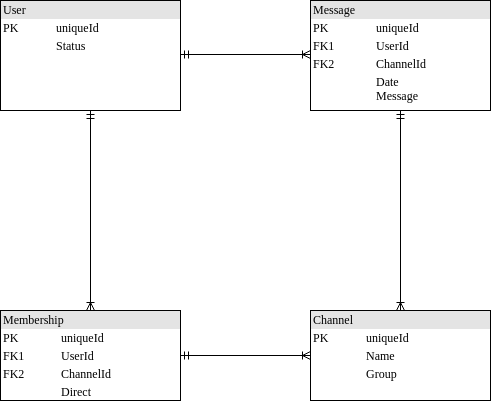 User
PK uniqueId
Status
Message
PK uniqueId
FK1 UserId
FK2 ChannelId
Date
Message
Membership
PK uniqueId
FK1 UserId
FK2 ChannelId
Direct
Channel
PK uniqueId
Name
Group